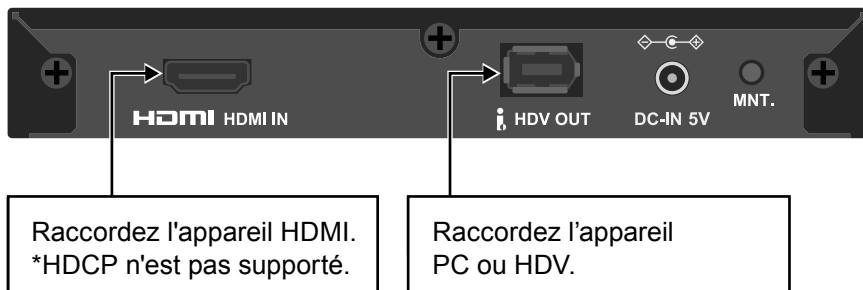 HDMI HDMI IN
HDV OUT
DC-IN 5V
MNT.
Raccordez l'appareil HDMI.
*HDCP n'est pas supporté.
Raccordez l’appareil
PC ou HDV.